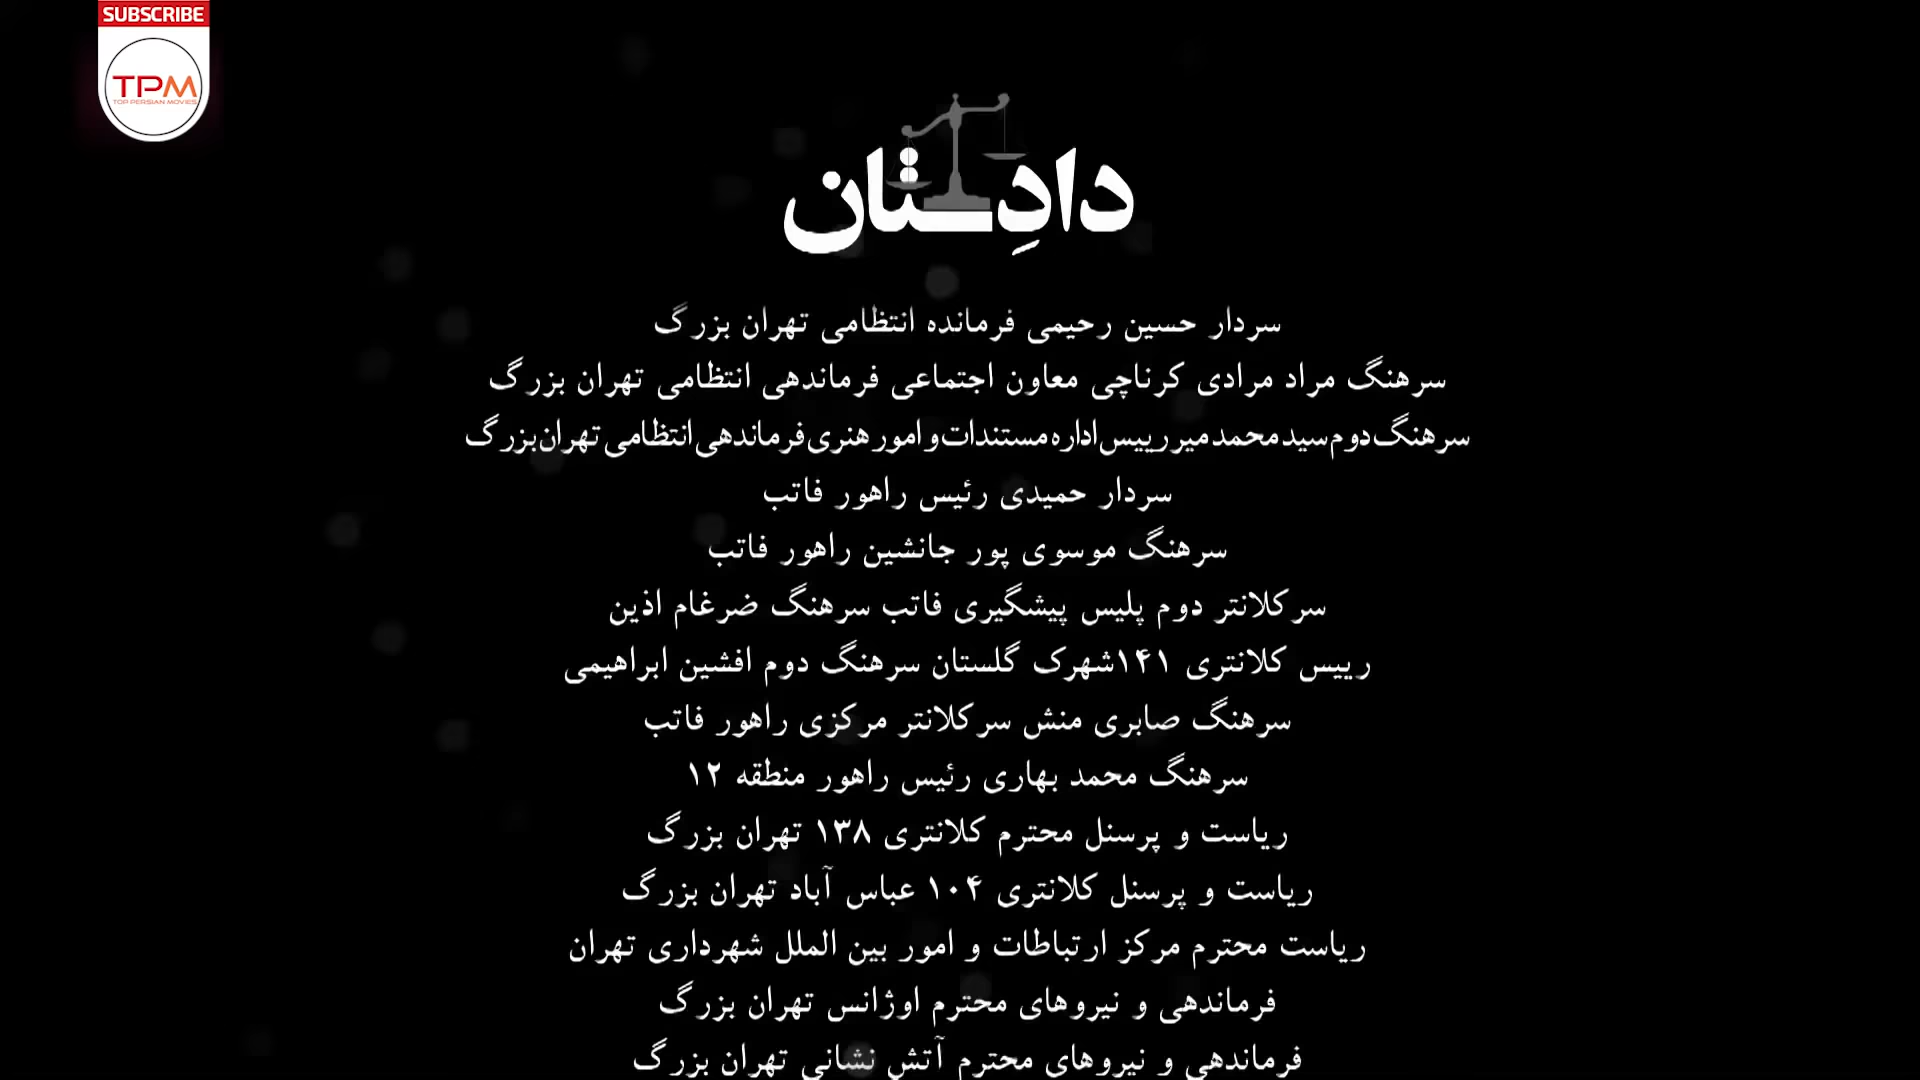 SUBSCRIBE
TPM
TOP PERSIAN MOVIES
دادِستان
سردار حسین رحیمی فرمانده انتظامی تهران بزرگ
سرهنگ مراد مرادی کرناچی معاون اجتماعی فرماندهی انتظامی تهران بزرگ
سرهنگ دوم سید محمد میر رییس اداره مستندات و امور هنری فرماندهی انتظامی تهران بزرگ
سردار حمیدی رئیس راهور فاتب
سرهنگ موسوی پور جانشین راهور فاتب
سرکلانتر دوم پلیس پیشگیری فاتب سرهنگ ضرغام اذین
رییس کلانتری ۱۴۱شهرک گلستان سرهنگ دوم افشین ابراهیمی
سرهنگ صابری منش سرکلانتر مرکزی راهور فاتب
سرهنگ محمد بهاری رئیس راهور منطقه ۱۲
ریاست و پرسنل محترم کلانتری ۱۳۸ تهران بزرگ
ریاست و پرسنل کلانتری ۱۰۴ عباس آباد تهران بزرگ
ریاست محترم مرکز ارتباطات و امور بین الملل شهرداری تهران
فرماندهی و نیروهای محترم اوژانس تهران بزرگ
فرماندهی و نیروهای محترم آتش نشانی تهران بزرگ